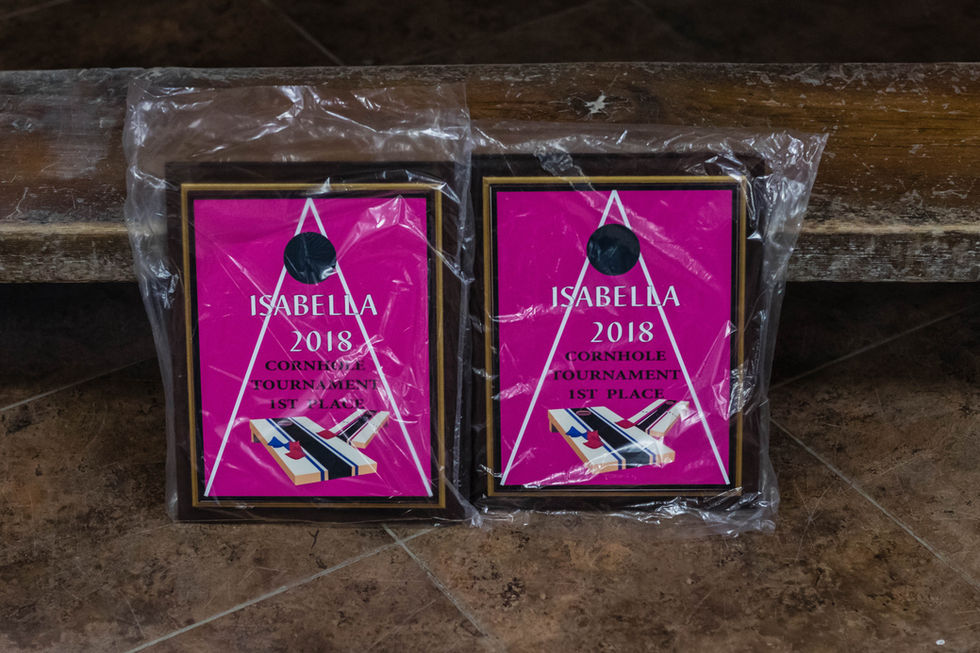 ISABELLA
2018
CORNHOLE
TOURNAMENT
1ST PLACE
ISABELLA
2018
CORNHOLE
TOURNAMENT
1ST PLACE